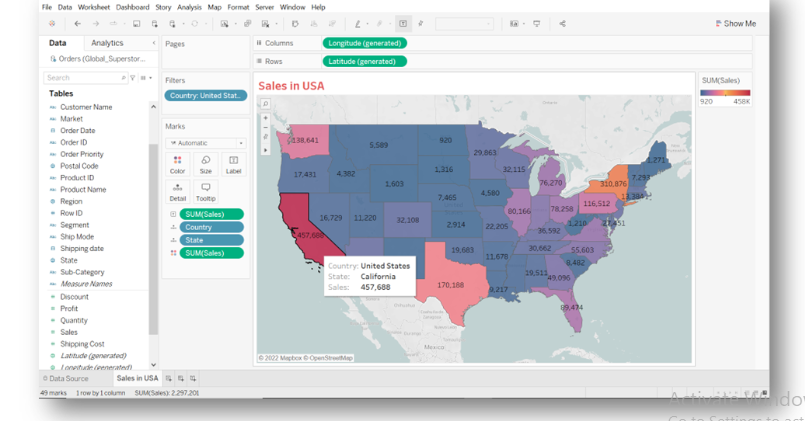 File Data Worksheet Dashboard Story Analysis Map Format Server Window Help
Show Me
Data Analytics
Orders (Global_Superstor...
Search
Tables
Customer Name
Market
Order Date
Order ID
Order Priority
Postal Code
Product ID
Product Name
Region
Row ID
Segment
Ship Mode
Shipping date
State
Sub-Category
Measure Names
Discount
Profit
Quantity
Sales
Shipping Cost
Latitude (generated)
Longitude (generated)
Pages
Filters
Country: United Stat..
Marks
Automatic
Color Size Label
Detail Tooltip
SUM(Sales)
Country
State
SUM(Sales)
Columns Longitude (generated)
Rows Latitude (generated)
Sales in USA
138,641
5,589
920
29,863
1,271
17,431
4,382
1,316
32,115
76,270
310,876
7,293
1,603
7,465
4,580
116,512
16,729
11,220
32,108
2,914
80,166
78,258
27,451
457,688
22,205
36,592
19,683
11,678
30,662
55,603
8,482
170,188
9,217
19,511
49,096
89,474
Country: United States
State: California
Sales: 457,688
Mexico
© 2022 Mapbox © OpenStreetMap
SUM(Sales)
920 458K
Data Source Sales in USA
49 marks 1 row by 1 column SUM(Sales): 2,297,201
Activate Windo
Go to Settings to act